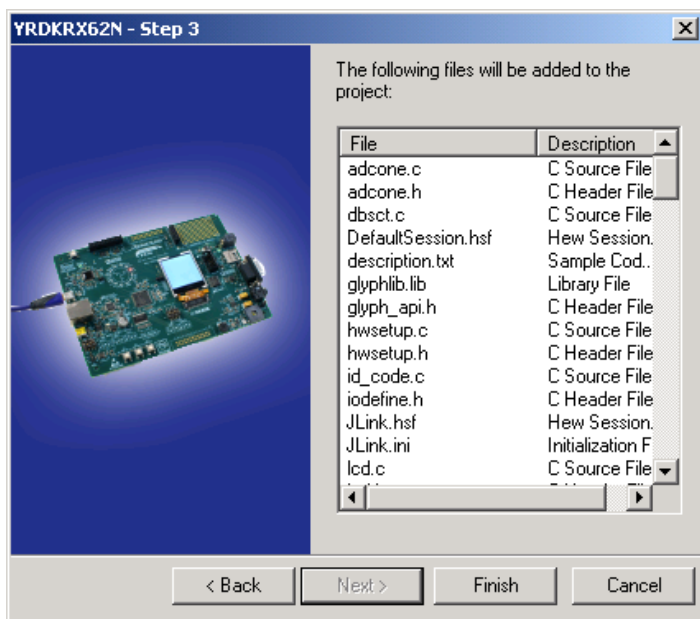 YRDKRX62N - Step 3
The following files will be added to the
project:
File Description
adcone.c C Source File
adcone.h C Header File
dbsct.c C Source File
DefaultSession.hsf Hew Session.
description.txt Sample Cod..
glyphlib.lib Library File
glyph_api.h C Header File
hwsetup.c C Source File
hwsetup.h C Header File
id_code.c C Source File
iodefine.h C Header File
JLink.hsf Hew Session.
JLink.ini Initialization F
lcd.c C Source File
< Back Next > Finish Cancel